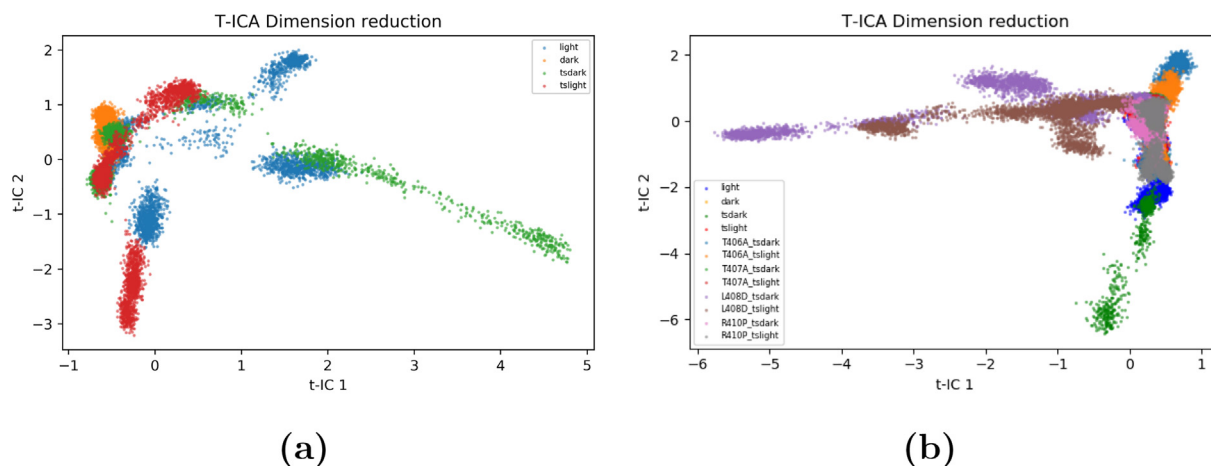 T-ICA Dimension reduction
t-IC 2
2
1
0
−1
−2
−3
light
dark
tsdark
tslight
−1
0
1
2
3
4
5
t-IC 1
(a)
T-ICA Dimension reduction
t-IC 2
2
0
−2
−4
−6
light
dark
tsdark
tslight
T406A_tsdark
T406A_tslight
T407A_tsdark
T407A_tslight
L408D_tsdark
L408D_tslight
R410P_tsdark
R410P_tslight
−6
−5
−4
−3
−2
−1
0
1
t-IC 1
(b)